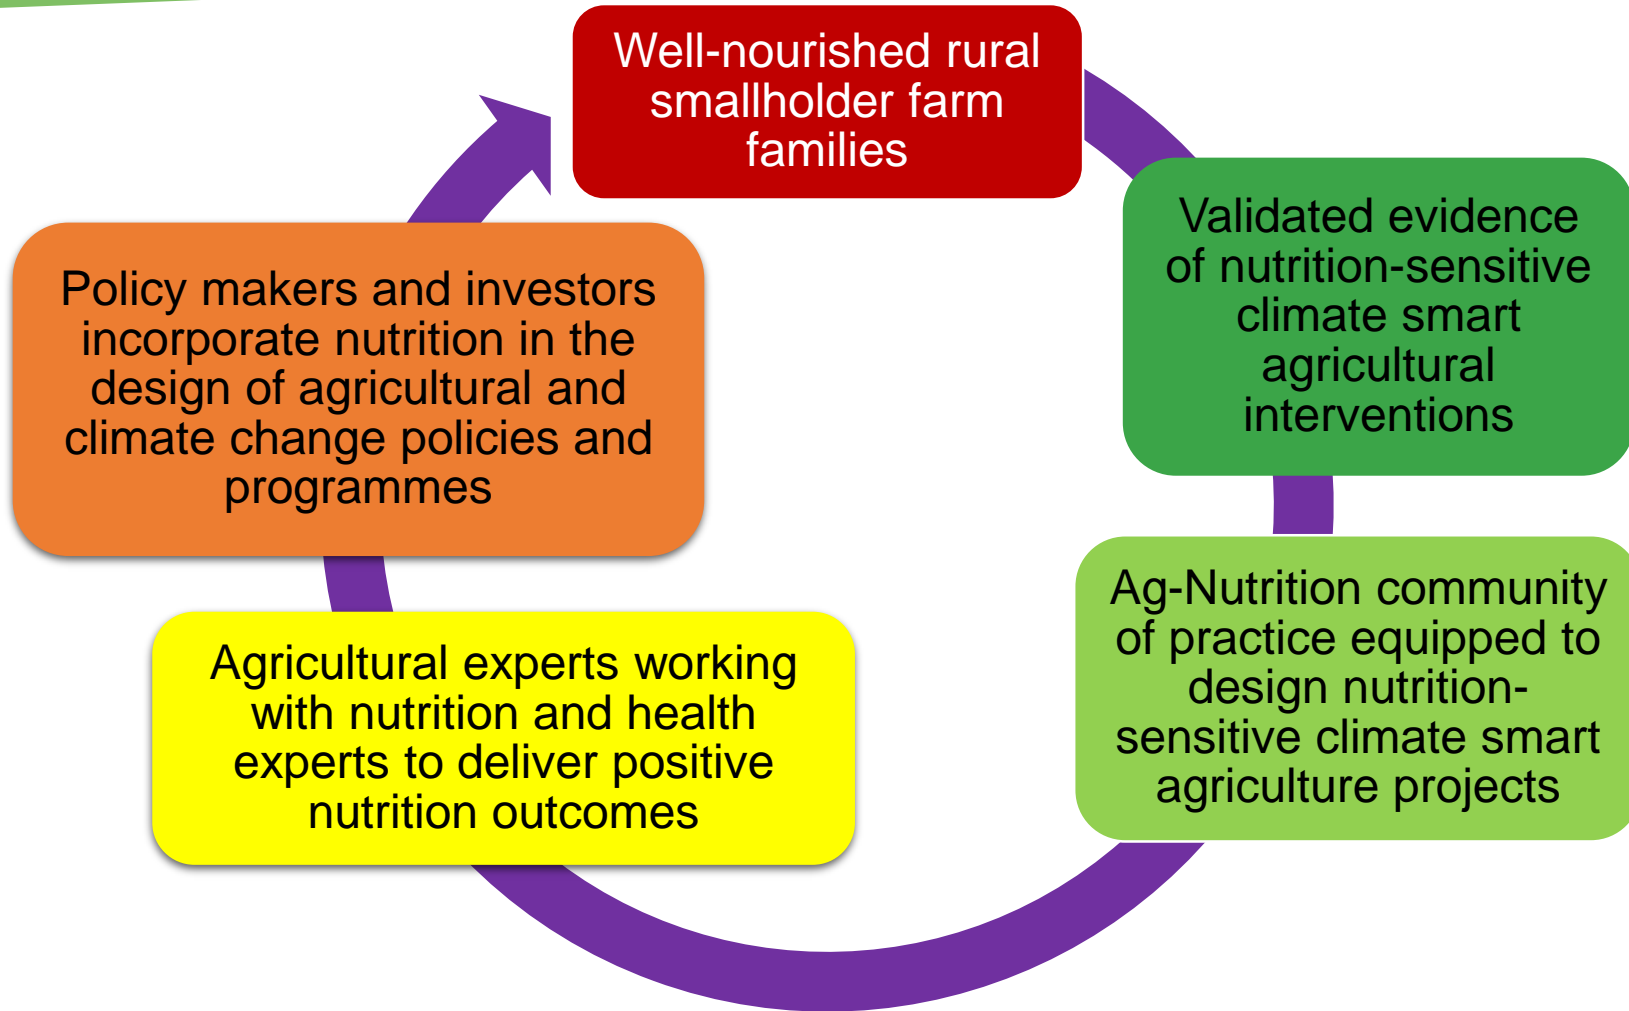 Well-nourished rural
smallholder farm
families
Validated evidence
of nutrition-sensitive
climate smart
agricultural
interventions
Ag-Nutrition community
of practice equipped to
design nutrition-
sensitive climate smart
agriculture projects
Agricultural experts working
with nutrition and health
experts to deliver positive
nutrition outcomes
Policy makers and investors
incorporate nutrition in the
design of agricultural and
climate change policies and
programmes